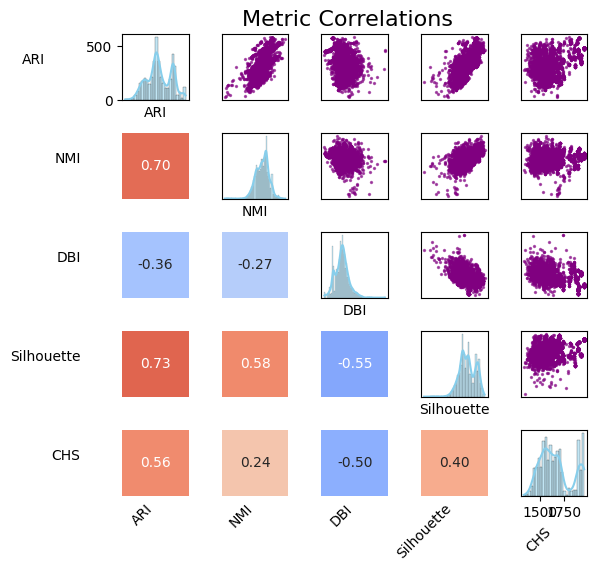 Metric Correlations
ARI
500
0
ARI
NMI
0.70
NMI
DBI
-0.36
-0.27
DBI
Silhouette
0.73
0.58
-0.55
Silhouette
CHS
0.56
0.24
-0.50
0.40
1500
1750
ARI
NMI
DBI
Silhouette
CHS